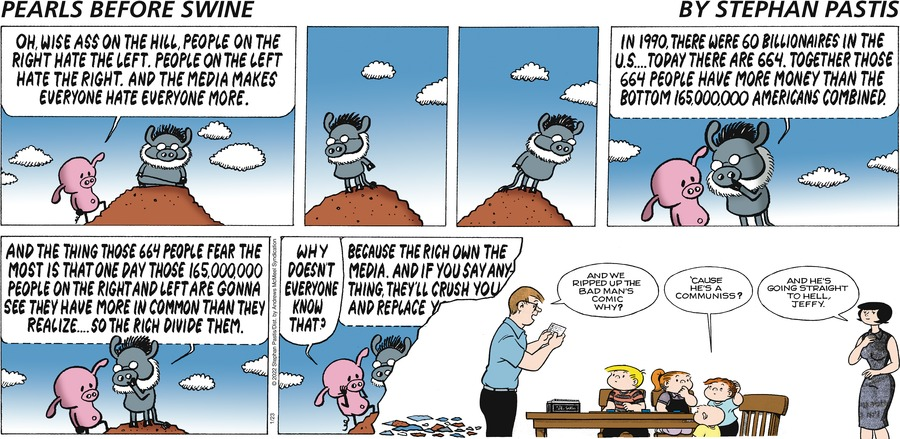 PEARLS BEFORE SWINE
BY STEPHAN PASTIS
OH, WISE ASS ON THE HILL, PEOPLE ON THE
RIGHT HATE THE LEFT. PEOPLE ON THE LEFT
HATE THE RIGHT. AND THE MEDIA MAKES
EVERYONE HATE EVERYONE MORE.
IN 1990, THERE WERE 60 BILLIONAIRES IN THE
U.S....TODAY THERE ARE 664. TOGETHER THOSE
664 PEOPLE HAVE MORE MONEY THAN THE
BOTTOM 165,000,000 AMERICANS COMBINED.
AND THE THING THOSE 664 PEOPLE FEAR THE
MOST IS THAT ONE DAY THOSE 165,000,000
PEOPLE ON THE RIGHT AND LEFT ARE GONNA
SEE THEY HAVE MORE IN COMMON THAN THEY
REALIZE....SO THE RICH DIVIDE THEM.
© 2022 Stephan Pastis/Dist. by Andrews McMeel Syndication
1/23
WHY
DOESN'T
EVERYONE
KNOW
THAT?
BECAUSE THE RICH OWN THE
MEDIA. AND IF YOU SAY ANY-
THING, THEY'LL CRUSH YOU
AND REPLACE Y
AND WE
RIPPED UP THE
BAD MAN'S
COMIC
WHY?
'CAUSE
HE'S A
COMMUNISS?
AND HE'S
GOING STRAIGHT
TO HELL,
JEFFY.